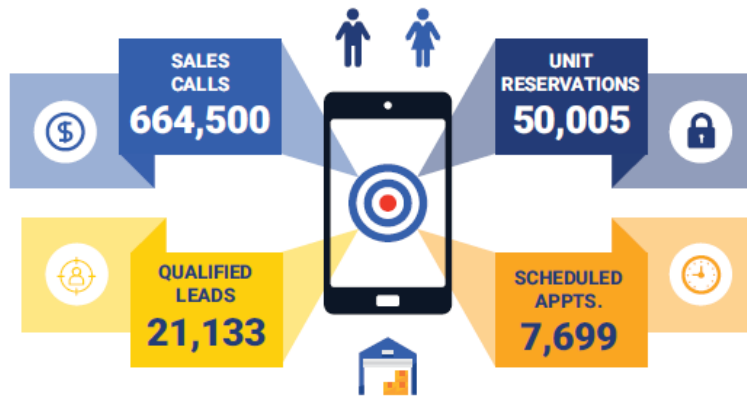 SALES
CALLS
664,500
UNIT
RESERVATIONS
50,005
QUALIFIED
LEADS
21,133
SCHEDULED
APPTS.
7,699